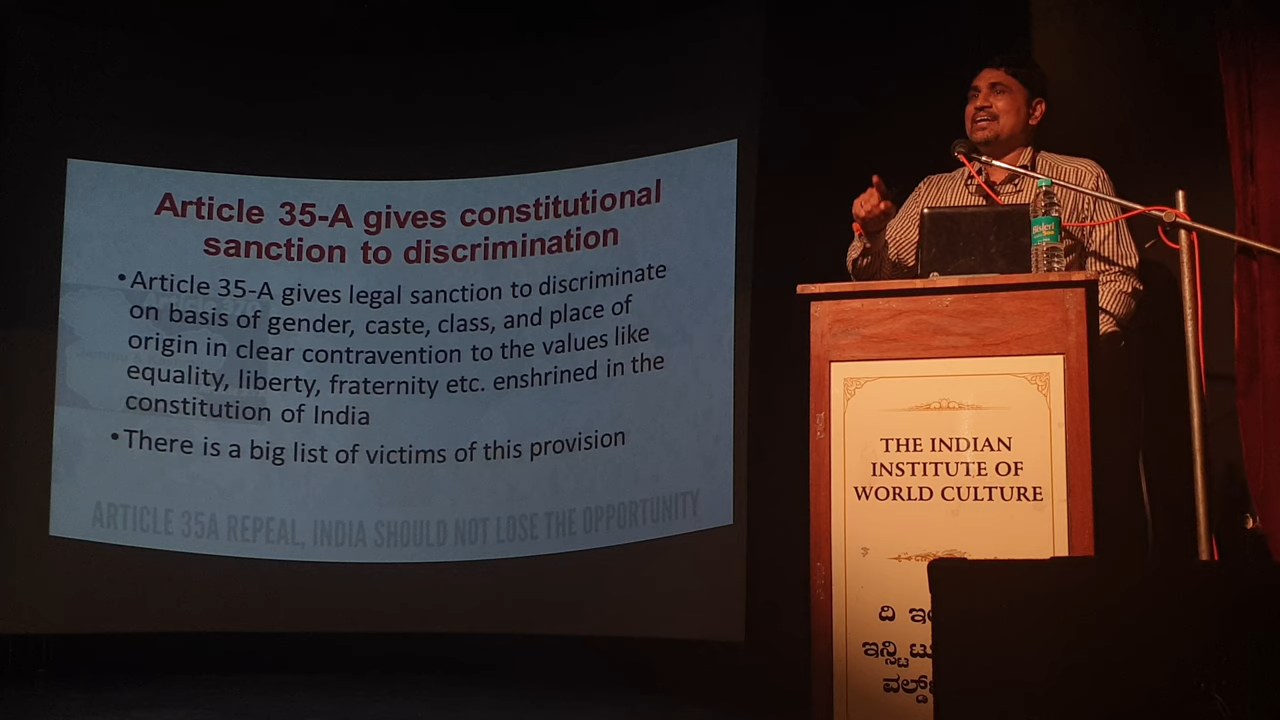 Article 35-A gives constitutional
sanction to discrimination
•Article 35-A gives legal sanction to discriminate
on basis of gender, caste, class, and place of
origin in clear contravention to the values like
equality, liberty, fraternity etc. enshrined in the
constitution of India
•There is a big list of victims of this provision
ARTICLE 35A REPEAL, INDIA SHOULD NOT LOSE THE OPPORTUNITY
Bisleri
THE INDIAN
INSTITUTE OF
WORLD CULTURE
ದಿ